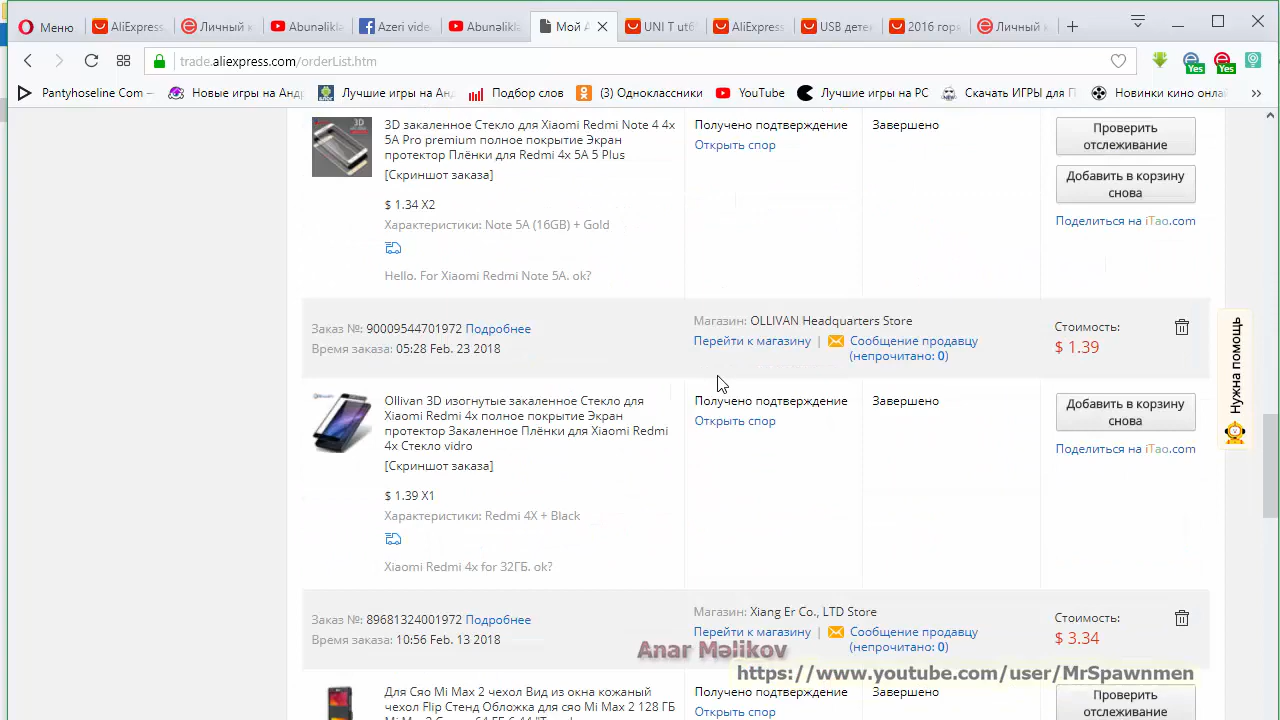 Меню
AliExpress
Личный к
Abunəlikla
Azeri vide
Abunəlikla
Мой А
UNI T ut6
AliExpress
USB дете
2016 горя
Личный к
trade.aliexpress.com/orderList.htm
Yes
Yes
Pantyhoseline Com —
Новые игры на Андр
Лучшие игры на Анд
Подбор слов
(3) Одноклассники
YouTube
Лучшие игры на PC
Скачать ИГРЫ для П
Новинки кино онлай
3D закаленное Стекло для Xiaomi Redmi Note 4 4x
5A Pro premium полное покрытие Экран
протектор Плёнки для Redmi 4x 5A 5 Plus
[Скриншот заказа]
$ 1.34 X2
Характеристики: Note 5A (16GB) + Gold
Hello. For Xiaomi Redmi Note 5A. ok?
Получено подтверждение
Открыть спор
Завершено
Проверить
отслеживание
Добавить в корзину
снова
Поделиться на iTao.com
Заказ №: 90009544701972 Подробнее
Время заказа: 05:28 Feb. 23 2018
Магазин: OLLIVAN Headquarters Store
Перейти к магазину | Сообщение продавцу
(непрочитано: 0)
Стоимость:
$ 1.39
Нужна помощь
Ollivan 3D изогнутые закаленное Стекло для
Xiaomi Redmi 4x полное покрытие Экран
протектор Закаленное Плёнки для Xiaomi Redmi
4x Стекло vidro
[Скриншот заказа]
$ 1.39 X1
Характеристики: Redmi 4X + Black
Xiaomi Redmi 4x for 32ГБ. ok?
Получено подтверждение
Открыть спор
Завершено
Добавить в корзину
снова
Поделиться на iTao.com
Заказ №: 89681324001972 Подробнее
Время заказа: 10:56 Feb. 13 2018
Магазин: Xiang Er Co., LTD Store
Перейти к магазину | Сообщение продавцу
(непрочитано: 0)
Стоимость:
$ 3.34
Anar Məlikov
https://www.youtube.com/user/MrSpawnmen
Для Сяо Mi Max 2 чехол Вид из окна кожаный
чехол Flip Стенд Обложка для сяо Mi Max 2 128 ГБ
Получено подтверждение
Открыть спор
Завершено
Проверить
отслеживание